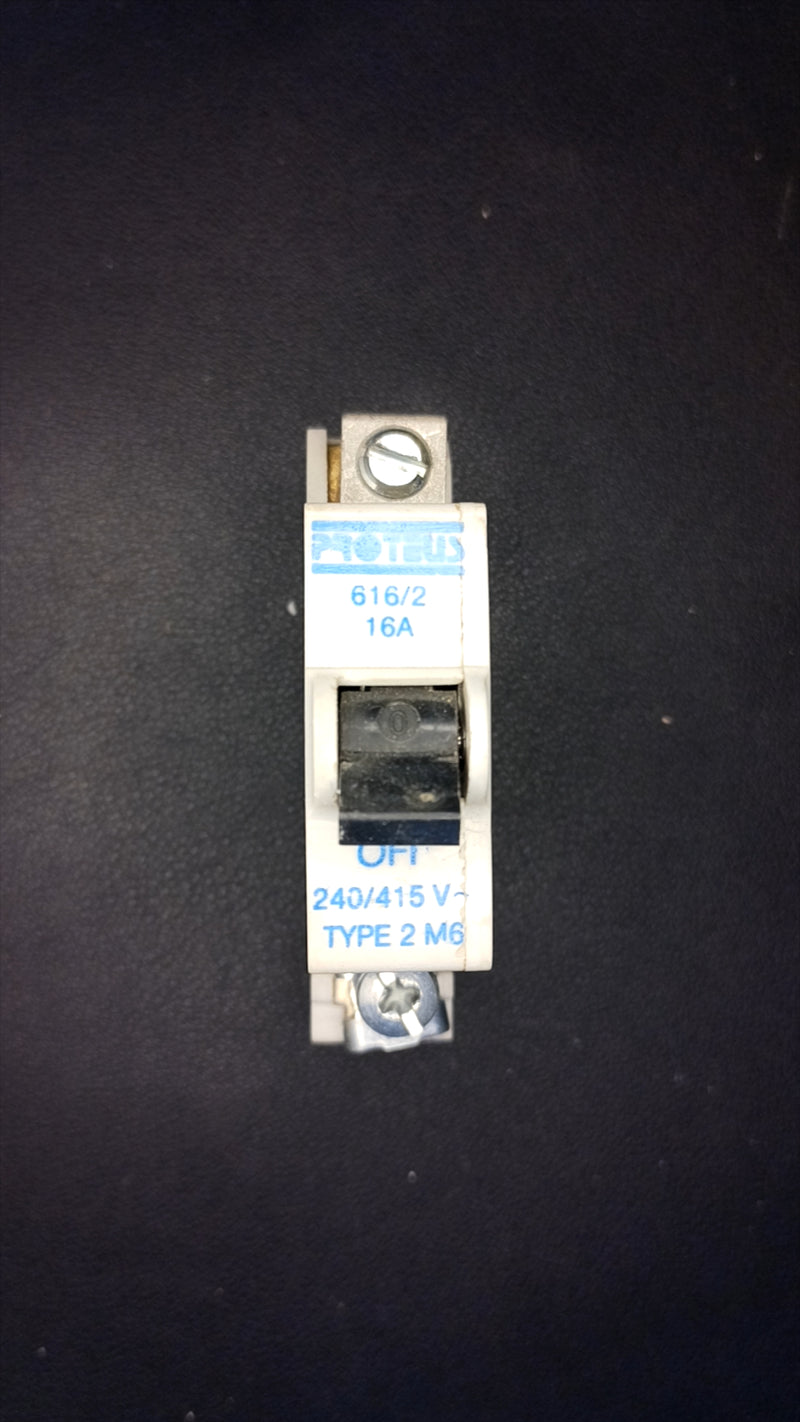 PROTEUS
616/2
16A
0
OFF
240/415 V~
TYPE 2 M6